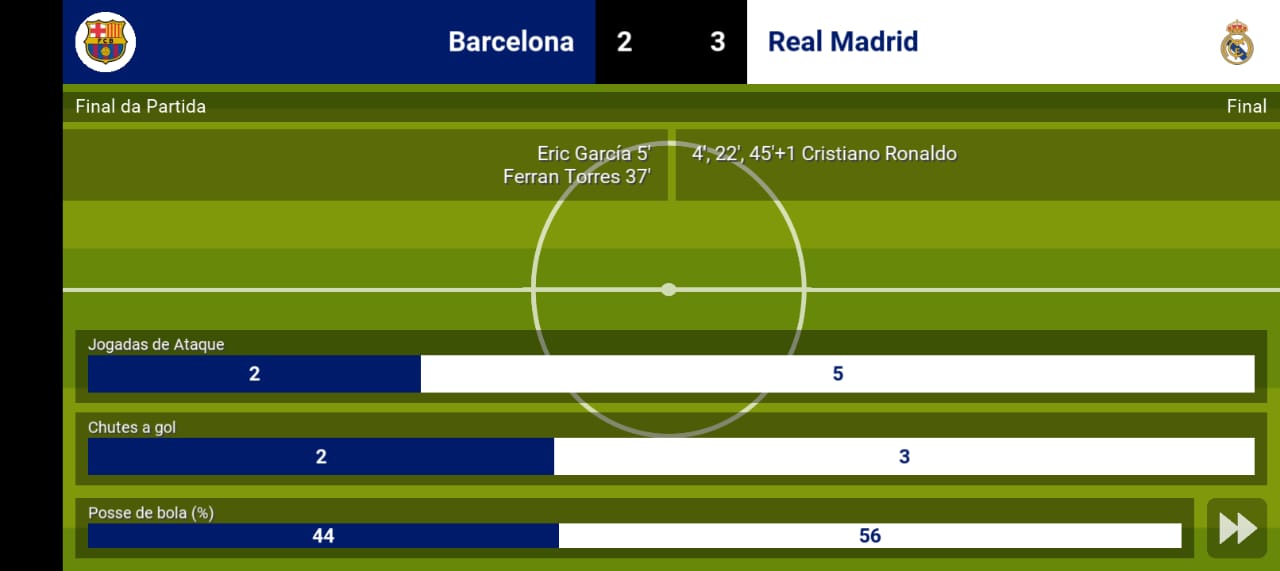 Barcelona 2 3 Real Madrid
Final da Partida Final
Eric García 5' 4', 22', 45'+1 Cristiano Ronaldo
Ferran Torres 37'
Jogadas de Ataque
2 5
Chutes a gol
2 3
Posse de bola (%)
44 56